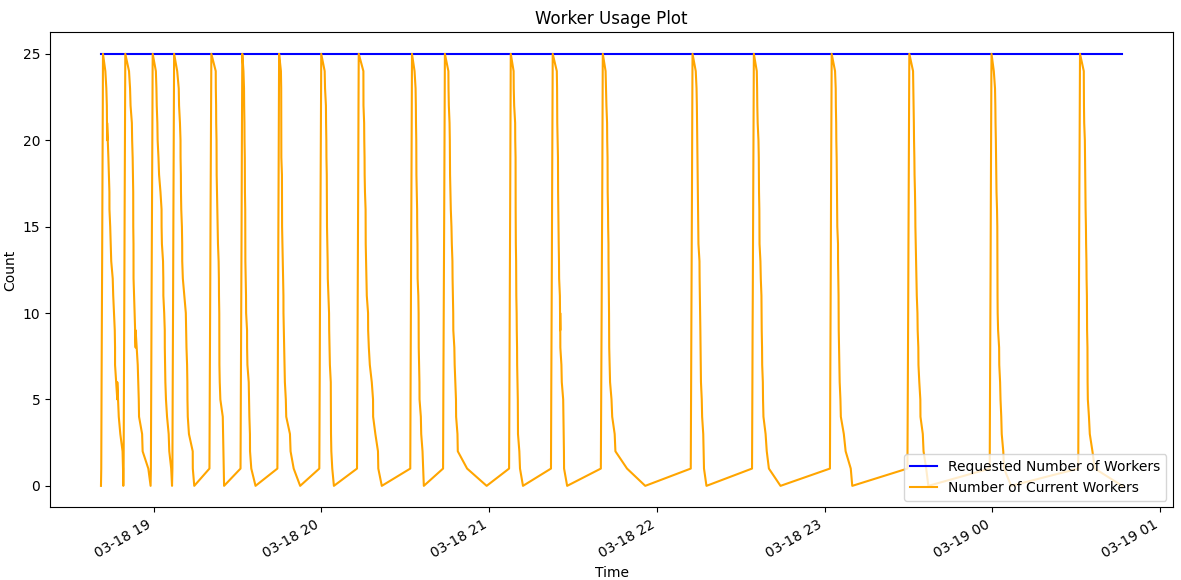 Worker Usage Plot
25
20
15
10
5
0
Count
Requested Number of Workers
Number of Current Workers
03-18 19
03-18 20
03-18 21
03-18 22
03-18 23
03-19 00
03-19 01
Time